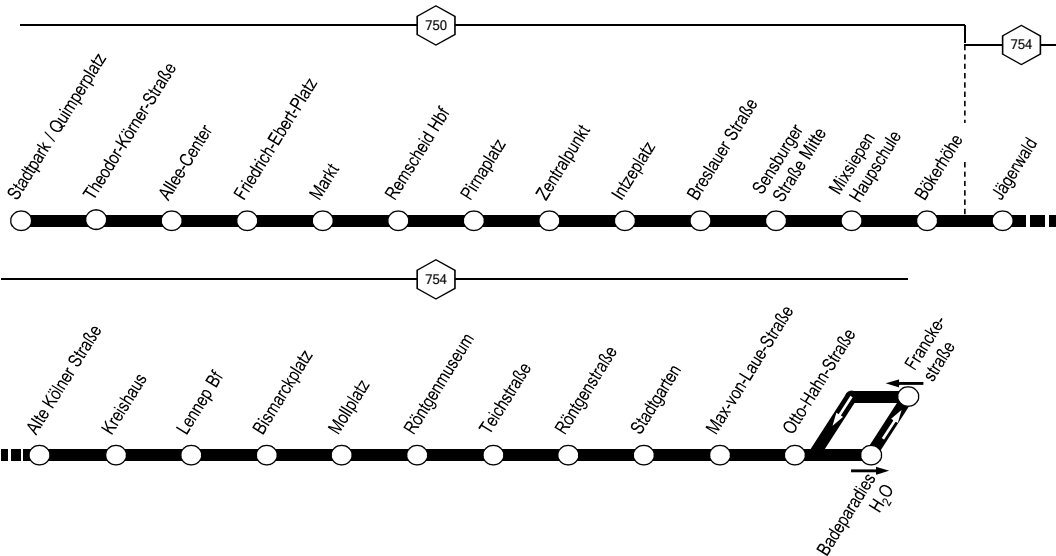 750
754
Stadtpark / Quimperplatz
Theodor-Körner-Straße
Allee-Center
Friedrich-Ebert-Platz
Markt
Remscheid Hbf
Pirnaplatz
Zentralpunkt
Intzeplatz
Breslauer Straße
Sensburger
Straße Mitte
Mixsiepen
Haupschule
Bökerhöhe
Jägerwald
754
Alte Kölner Straße
Kreishaus
Lennep Bf
Bismarckplatz
Mollplatz
Röntgenmuseum
Teichstraße
Röntgenstraße
Stadtgarten
Max-von-Laue-Straße
Otto-Hahn-Straße
Francke-
straße
Badeparadies
H₂O